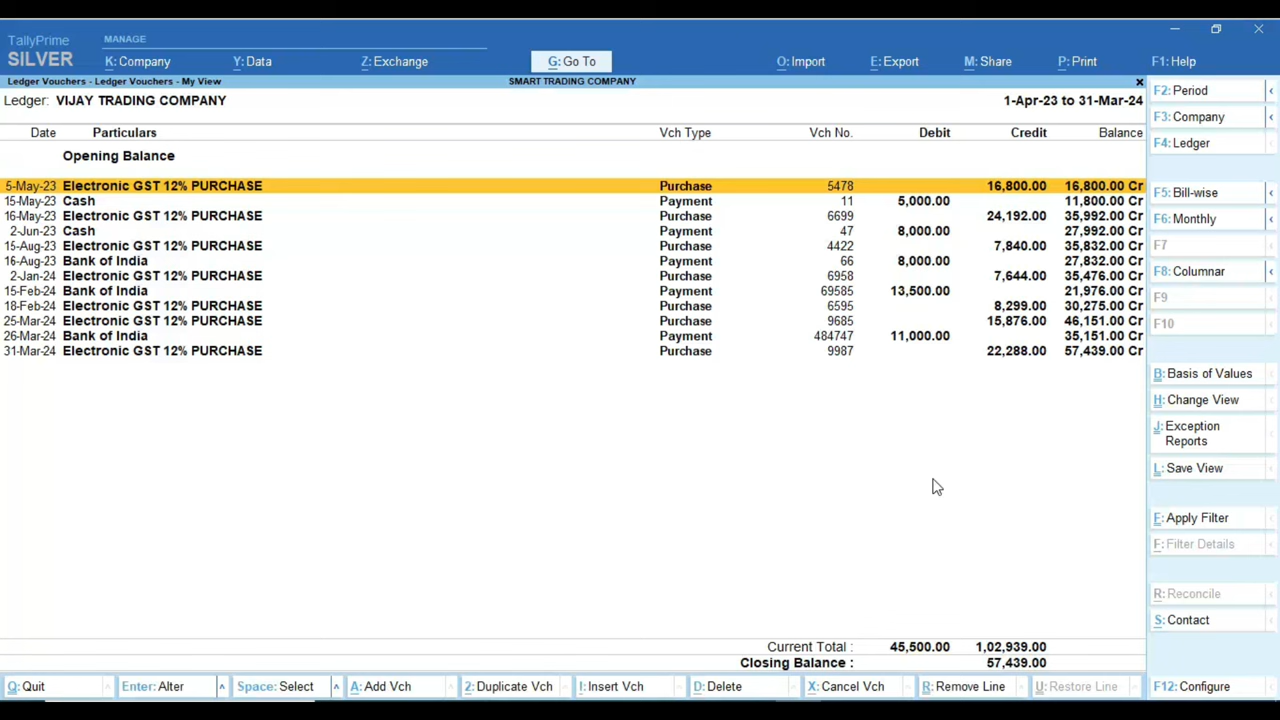 TallyPrime MANAGE
SILVER K: Company Y: Data Z: Exchange G: Go To O: Import E: Export M: Share P: Print F1: Help
Ledger Vouchers - Ledger Vouchers - My View SMART TRADING COMPANY
Ledger: VIJAY TRADING COMPANY 1-Apr-23 to 31-Mar-24
Date Particulars Vch Type Vch No. Debit Credit Balance
Opening Balance
5-May-23 Electronic GST 12% PURCHASE Purchase 5478 16,800.00 16,800.00 Cr
15-May-23 Cash Payment 11 5,000.00 11,800.00 Cr
16-May-23 Electronic GST 12% PURCHASE Purchase 6699 24,192.00 35,992.00 Cr
2-Jun-23 Cash Payment 47 8,000.00 27,992.00 Cr
15-Aug-23 Electronic GST 12% PURCHASE Purchase 4422 7,840.00 35,832.00 Cr
16-Aug-23 Bank of India Payment 66 8,000.00 27,832.00 Cr
2-Jan-24 Electronic GST 12% PURCHASE Purchase 6958 7,644.00 35,476.00 Cr
15-Feb-24 Bank of India Payment 69585 13,500.00 21,976.00 Cr
18-Feb-24 Electronic GST 12% PURCHASE Purchase 6595 8,299.00 30,275.00 Cr
25-Mar-24 Electronic GST 12% PURCHASE Purchase 9685 15,876.00 46,151.00 Cr
26-Mar-24 Bank of India Payment 484747 11,000.00 35,151.00 Cr
31-Mar-24 Electronic GST 12% PURCHASE Purchase 9987 22,288.00 57,439.00 Cr
Current Total : 45,500.00 1,02,939.00
Closing Balance : 57,439.00
F2: Period
F3: Company
F4: Ledger
F5: Bill-wise
F6: Monthly
F7
F8: Columnar
F9
F10
B: Basis of Values
H: Change View
J: Exception
Reports
L: Save View
F: Apply Filter
F: Filter Details
R: Reconcile
S: Contact
Q: Quit Enter: Alter Space: Select A: Add Vch 2: Duplicate Vch I: Insert Vch D: Delete X: Cancel Vch R: Remove Line U: Restore Line F12: Configure